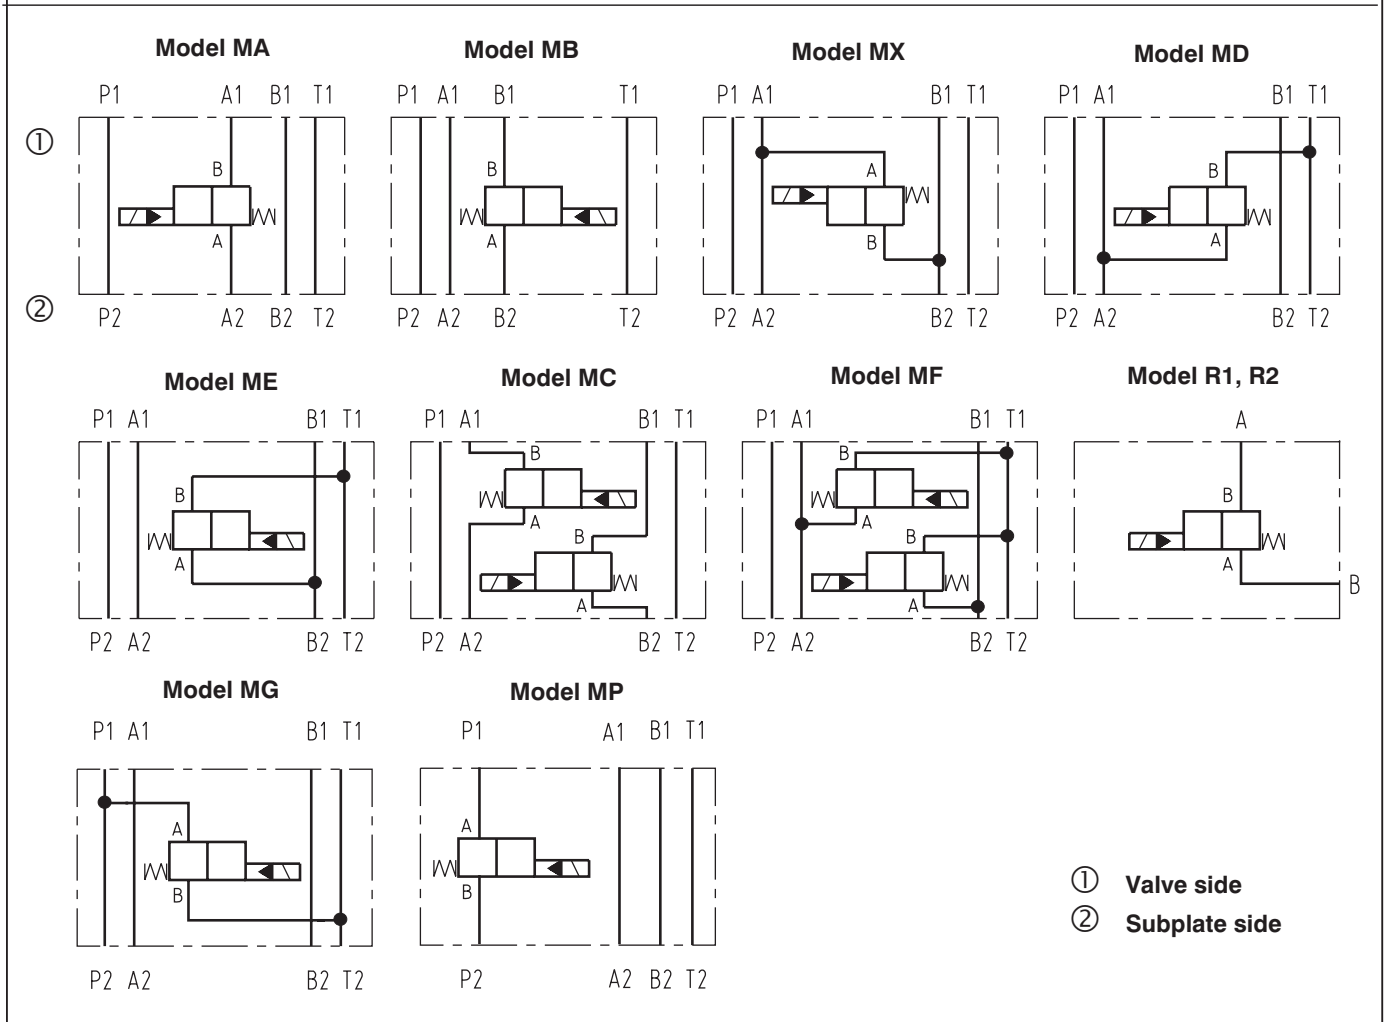 Model MA
Model MB
Model MX
Model MD
P1 A1 B1 T1
P1 A1 B1 T1
P1 A1 B1 T1
P1 A1 B1 T1
①
B
B
A
B
A
A
B
A
②
P2 A2 B2 T2
P2 A2 B2 T2
P2 A2 B2 T2
P2 A2 B2 T2
Model ME
Model MC
Model MF
Model R1, R2
P1 A1 B1 T1
P1 A1 B1 T1
P1 A1 B1 T1
A
B
A
B
A
B
A
B
A
B
A
B
A
B
P2 A2 B2 T2
P2 A2 B2 T2
P2 A2 B2 T2
Model MG
Model MP
P1 A1 B1 T1
P1 A1 B1 T1
A
B
A
B
① Valve side
② Subplate side
P2 A2 B2 T2
P2 A2 B2 T2